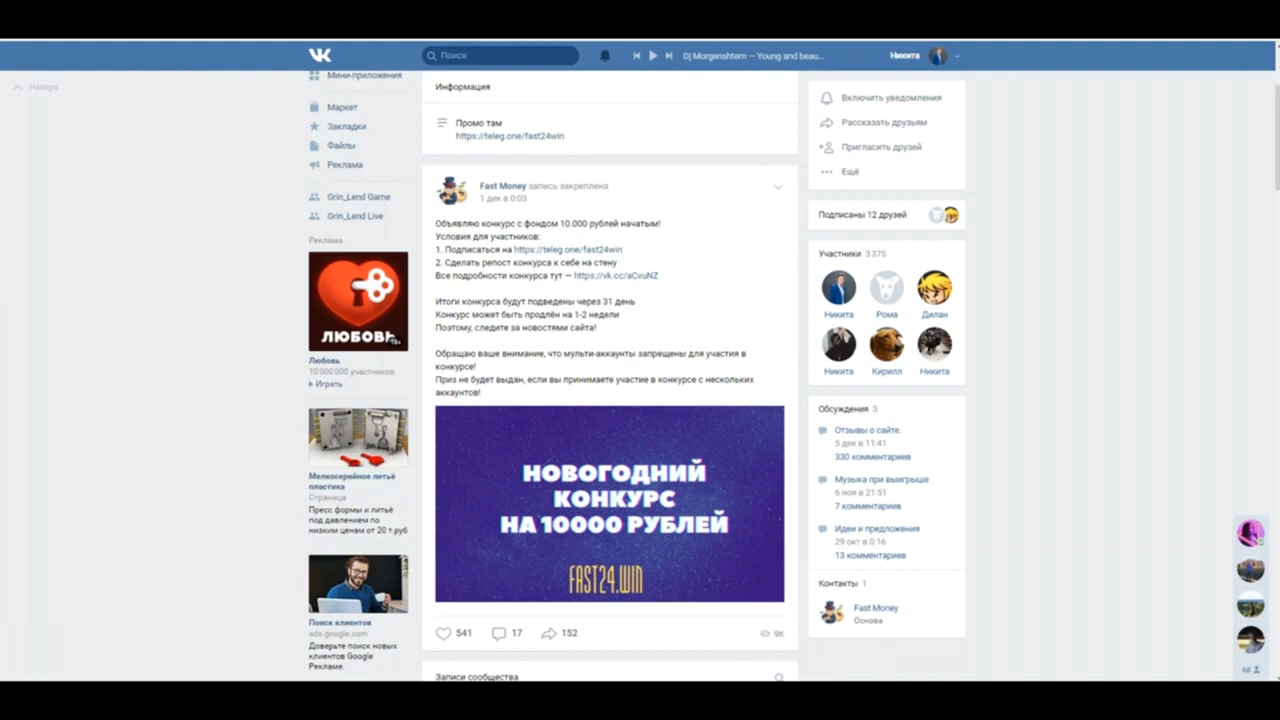 Поиск
Dj Morgenshtern – Young and beau...
Никита
Наверх
Мини-приложения
Маркет
Закладки
Файлы
Реклама
Grin_Lend Game
Grin_Lend Live
Реклама
ЛЮБОВЬ
18+
Любовь
10 000 000 участников
Играть
Мелкосерийное литьё
пластика
Страница
Пресс формы и литьё
под давлением по
низким ценам от 20 т.руб
Поиск клиентов
ads.google.com
Доверьте поиск новых
клиентов Google
Рекламе.
Информация
Промо там
https://teleg.one/fast24win
Fast Money запись закреплена
1 дек в 0:03
Объявляю конкурс с фондом 10.000 рублей начатым!
Условия для участников:
1. Подписаться на https://teleg.one/fast24win
2. Сделать репост конкурса к себе на стену
Все подробности конкурса тут — https://vk.cc/aCvuNZ
Итоги конкурса будут подведены через 31 день
Конкурс может быть продлён на 1-2 недели
Поэтому, следите за новостями сайта!
Обращаю ваше внимание, что мульти-аккаунты запрещены для участия в
конкурсе!
Приз не будет выдан, если вы принимаете участие в конкурсе с нескольких
аккаунтов!
НОВОГОДНИЙ
КОНКУРС
НА 10000 РУБЛЕЙ
FAST24.WIN
541 17 152 9K
Записи сообщества
Включить уведомления
Рассказать друзьям
Пригласить друзей
Ещё
Подписаны 12 друзей
Участники 3 375
Никита Рома Дилан
Никита Кирилл Никита
Обсуждения 3
Отзывы о сайте.
5 дек в 11:41
330 комментариев
Музыка при выигрыше
6 ноя в 21:51
7 комментариев
Идеи и предложения
29 окт в 0:16
13 комментариев
Контакты 1
Fast Money
Основа
68